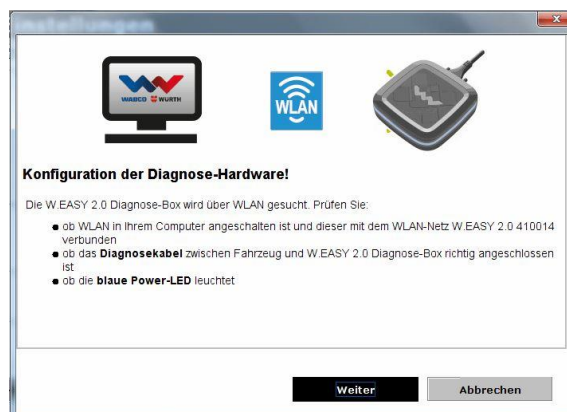 instellungen
WABCO WÜRTH
WLAN
Konfiguration der Diagnose-Hardware!
Die W.EASY 2.0 Diagnose-Box wird über WLAN gesucht. Prüfen Sie:
ob WLAN in Ihrem Computer angeschalten ist und dieser mit dem WLAN-Netz W.EASY 2.0 410014
verbunden
ob das Diagnosekabel zwischen Fahrzeug und W.EASY 2.0 Diagnose-Box richtig angeschlossen
ist
ob die blaue Power-LED leuchtet
Weiter
Abbrechen